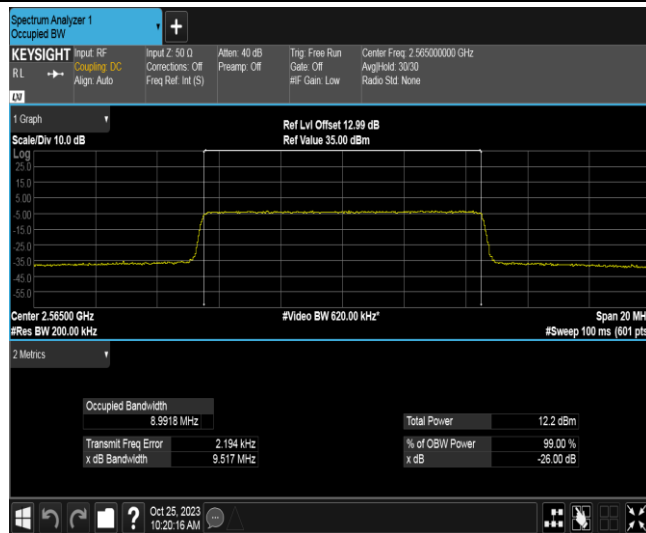 Spectrum Analyzer 1
Occupied BW
+
KEYSIGHT
RL
LXI
Input: RF
Coupling: DC
Align: Auto
Input Z: 50 Ω
Corrections: Off
Freq Ref: Int (S)
Atten: 40 dB
Preamp: Off
Trig: Free Run
Gate: Off
#IF Gain: Low
Center Freq: 2.565000000 GHz
Avg|Hold: 30/30
Radio Std: None
1 Graph
Scale/Div 10.0 dB
Ref Lvl Offset 12.99 dB
Ref Value 35.00 dBm
Log
25.0
15.0
5.00
-5.00
-15.0
-25.0
-35.0
-45.0
-55.0
Center 2.56500 GHz
#Res BW 200.00 kHz
#Video BW 620.00 kHz*
Span 20 MH
#Sweep 100 ms (601 pts
2 Metrics
Occupied Bandwidth
8.9918 MHz
Transmit Freq Error 2.194 kHz
x dB Bandwidth 9.517 MHz
Total Power 12.2 dBm
% of OBW Power 99.00 %
x dB -26.00 dB
?
Oct 25, 2023
10:20:16 AM